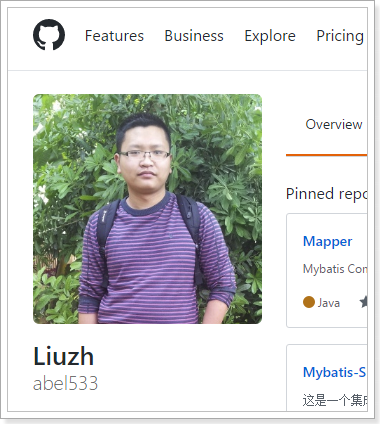 Features Business Explore Pricing
Overview
Pinned repo
Mapper
Mybatis Com
Java
Mybatis-S
这是一个集成
Liuzh
abel533